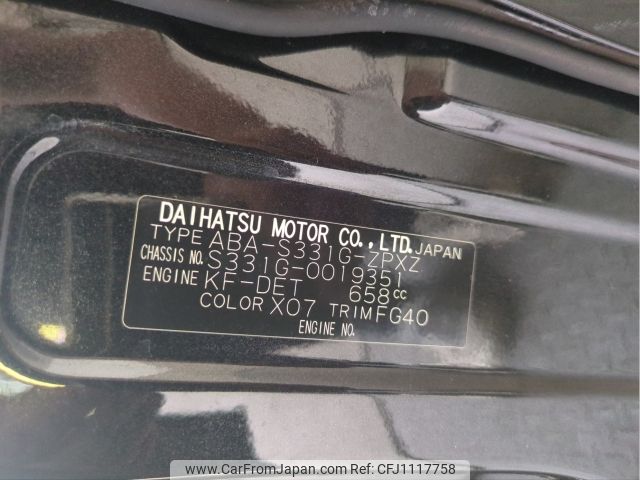 DAIHATSU MOTOR CO.,LTD. JAPAN
TYPE ABA-S331G-ZPXZ
CHASSIS NO. S331G-0019351
ENGINE KF-DET 658cc
COLOR X07 TRIM FG40
ENGINE NO.
www.CarFromJapan.com | Ref. No: CFJ1117758